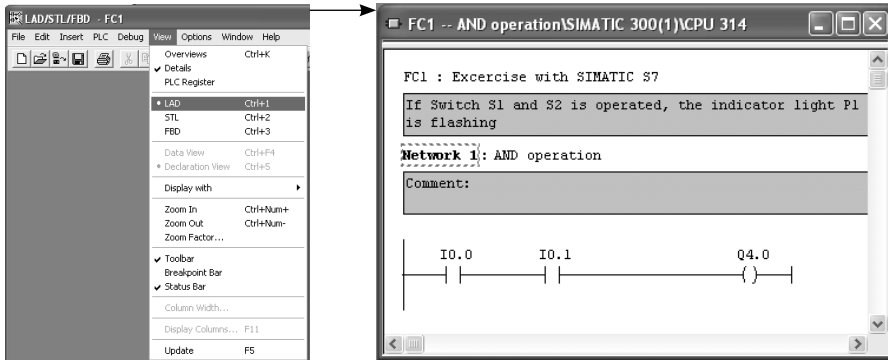 LAD/STL/FBD - FC1
File Edit Insert PLC Debug View Options Window Help
Overviews Ctrl+K
Details
PLC Register
LAD Ctrl+1
STL Ctrl+2
FBD Ctrl+3
Data View Ctrl+F4
Declaration View Ctrl+5
Display with
Zoom In Ctrl+Num+
Zoom Out Ctrl+Num-
Zoom Factor...
Toolbar
Breakpoint Bar
Status Bar
Column Width...
Display Columns... F11
Update F5
FC1 -- AND operation\SIMATIC 300(1)\CPU 314
FC1 : Excercise with SIMATIC S7
If Switch S1 and S2 is operated, the indicator light P1
is flashing
Network 1: AND operation
Comment:
I0.0 I0.1 Q4.0